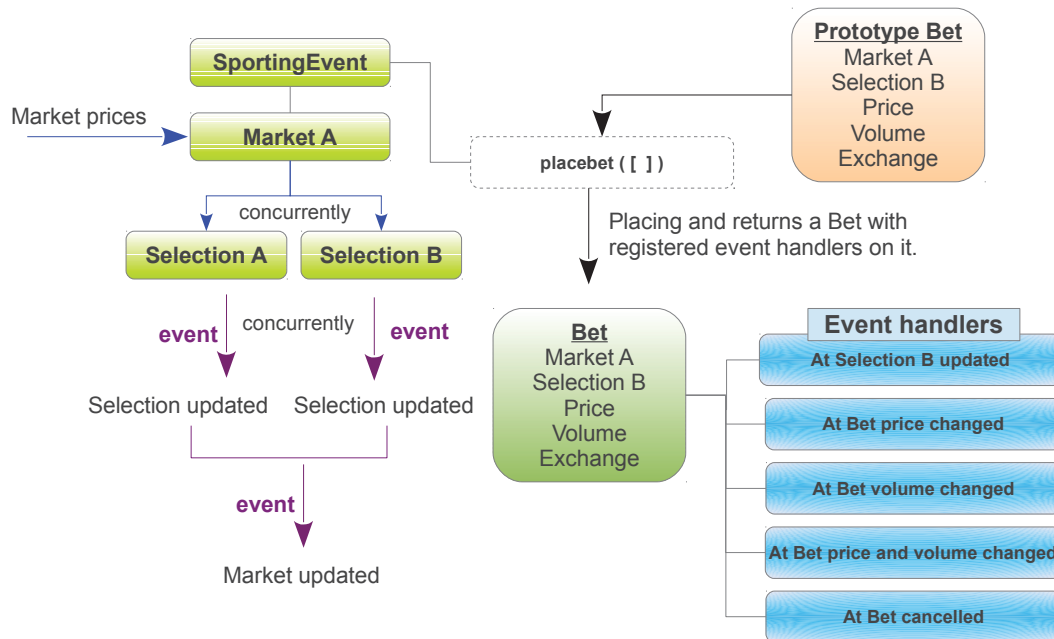 SportingEvent
Market prices
Market A
concurrently
Selection A
Selection B
event
concurrently
event
Selection updated
Selection updated
event
Market updated
Prototype Bet
Market A
Selection B
Price
Volume
Exchange
placebet ( [ ] )
Placing and returns a Bet with
registered event handlers on it.
Bet
Market A
Selection B
Price
Volume
Exchange
Event handlers
At Selection B updated
At Bet price changed
At Bet volume changed
At Bet price and volume changed
At Bet cancelled